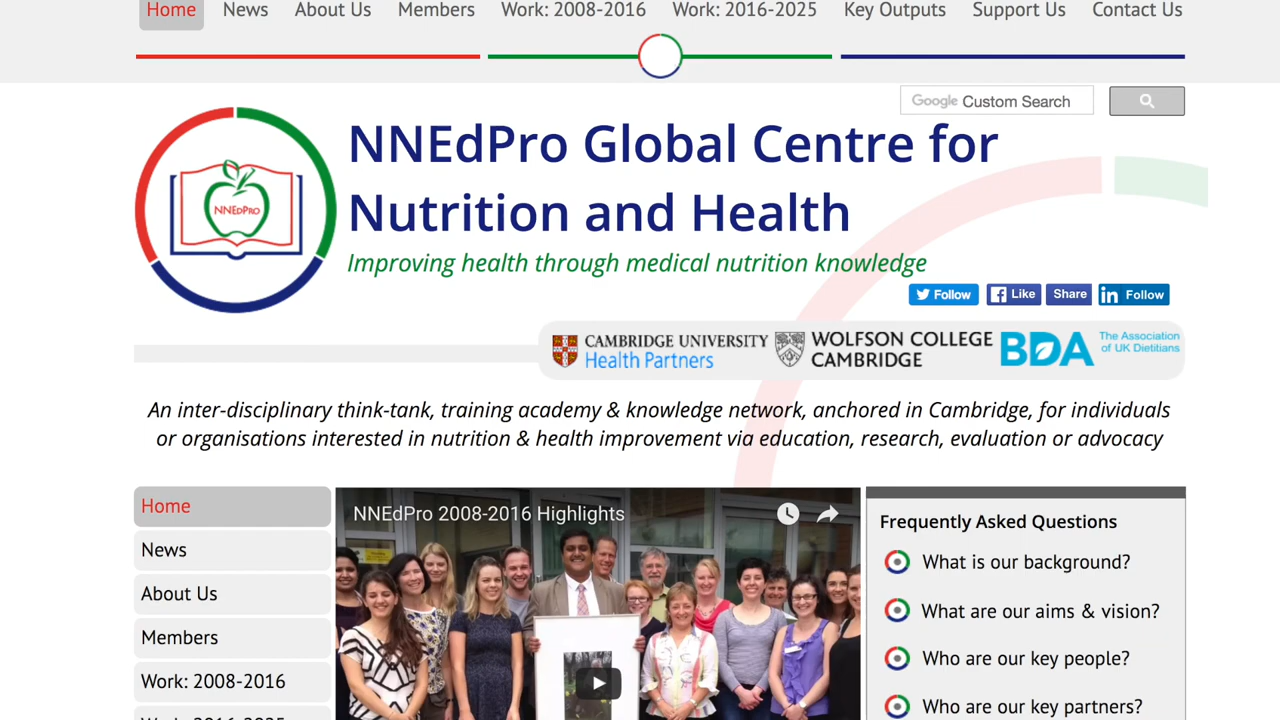 Home News About Us Members Work: 2008-2016 Work: 2016-2025 Key Outputs Support Us Contact Us
Google Custom Search
NNEdPro
NNEdPro Global Centre for
Nutrition and Health
Improving health through medical nutrition knowledge
Follow Like Share in Follow
CAMBRIDGE UNIVERSITY
Health Partners
WOLFSON COLLEGE
CAMBRIDGE
BDA
The Association
of UK Dietitians
An inter-disciplinary think-tank, training academy & knowledge network, anchored in Cambridge, for individuals
or organisations interested in nutrition & health improvement via education, research, evaluation or advocacy
Home
News
About Us
Members
Work: 2008-2016
Work: 2016-2025
NNEdPro 2008-2016 Highlights
Frequently Asked Questions
What is our background?
What are our aims & vision?
Who are our key people?
Who are our key partners?